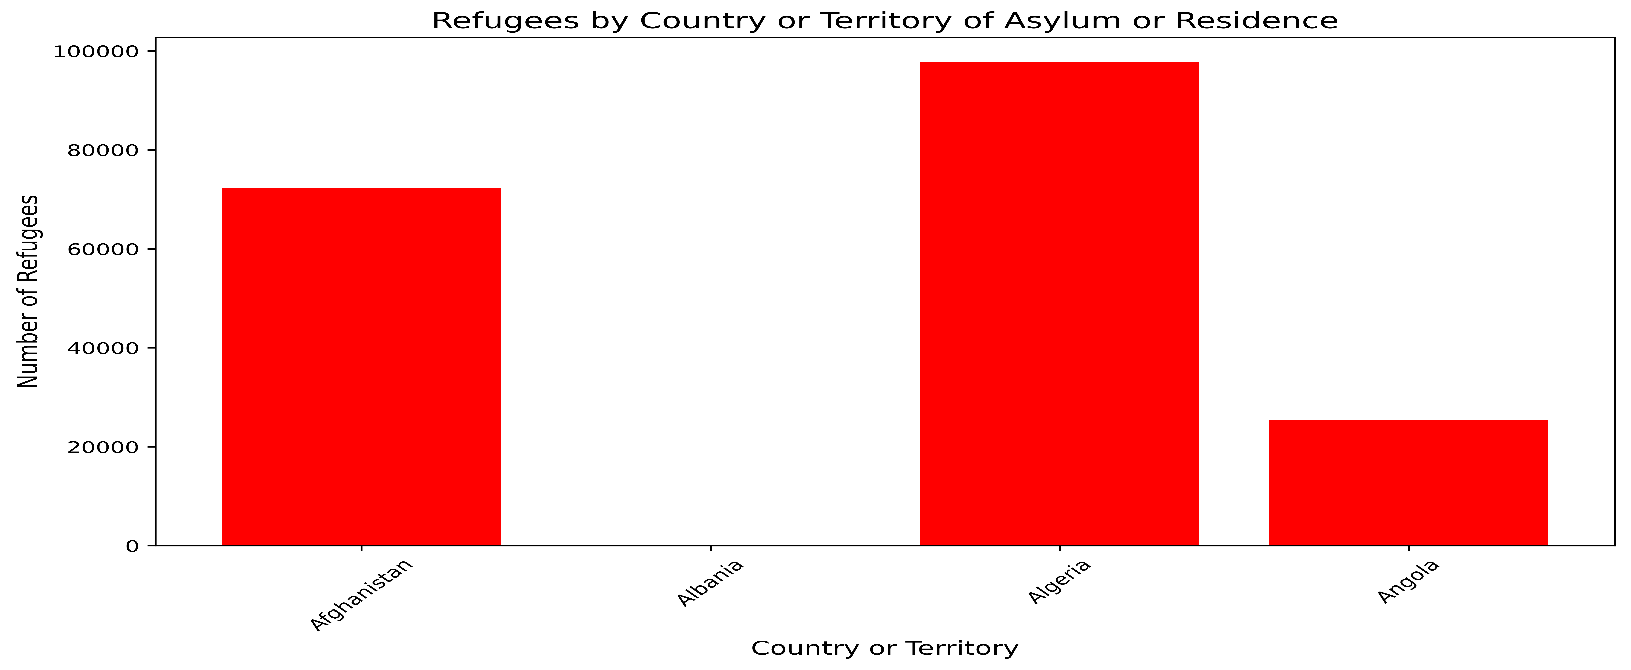 Refugees by Country or Territory of Asylum or Residence
100000
80000
60000
40000
20000
0
Number of Refugees
Afghanistan
Albania
Algeria
Angola
Country or Territory